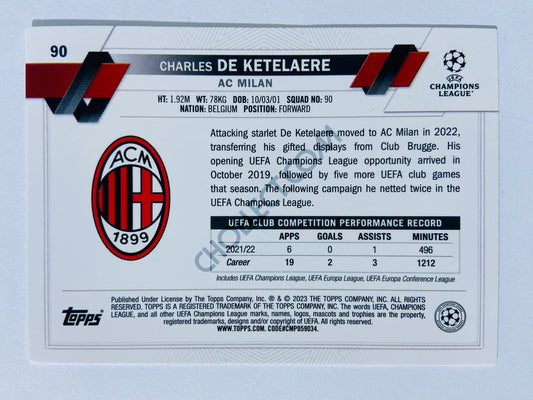 90
CHARLES DE KETELAERE
AC MILAN
UEFA
CHAMPIONS
LEAGUE
HT: 1.92M WT: 78KG DOB: 10/03/01 SQUAD NO: 90
NATION: BELGIUM POSITION: FORWARD
Attacking starlet De Ketelaere moved to AC Milan in 2022,
transferring his gifted displays from Club Brugge. His
opening UEFA Champions League opportunity arrived in
October 2019, followed by five more UEFA club games
that season. The following campaign he netted twice in the
UEFA Champions League.
ACM
1899
UEFA CLUB COMPETITION PERFORMANCE RECORD
APPS GOALS ASSISTS MINUTES
2021/22 6 0 1 496
Career 19 2 3 1212
Includes UEFA Champions League, UEFA Europa League, UEFA Europa Conference League
CHOLLECT.COM
Topps
Published Under License by The Topps Company, Inc. ® & © 2023 THE TOPPS COMPANY, INC. ALL RIGHTS
RESERVED. TOPPS IS A REGISTERED TRADEMARK OF THE TOPPS COMPANY, INC. The words UEFA, CHAMPIONS
LEAGUE, and all other UEFA Champions League marks, names, logos, mascots and trophies are the property,
registered trademarks, designs and/or copyright of UEFA. ALL RIGHTS RESERVED.
WWW.TOPPS.COM. CODE#CMP059034.